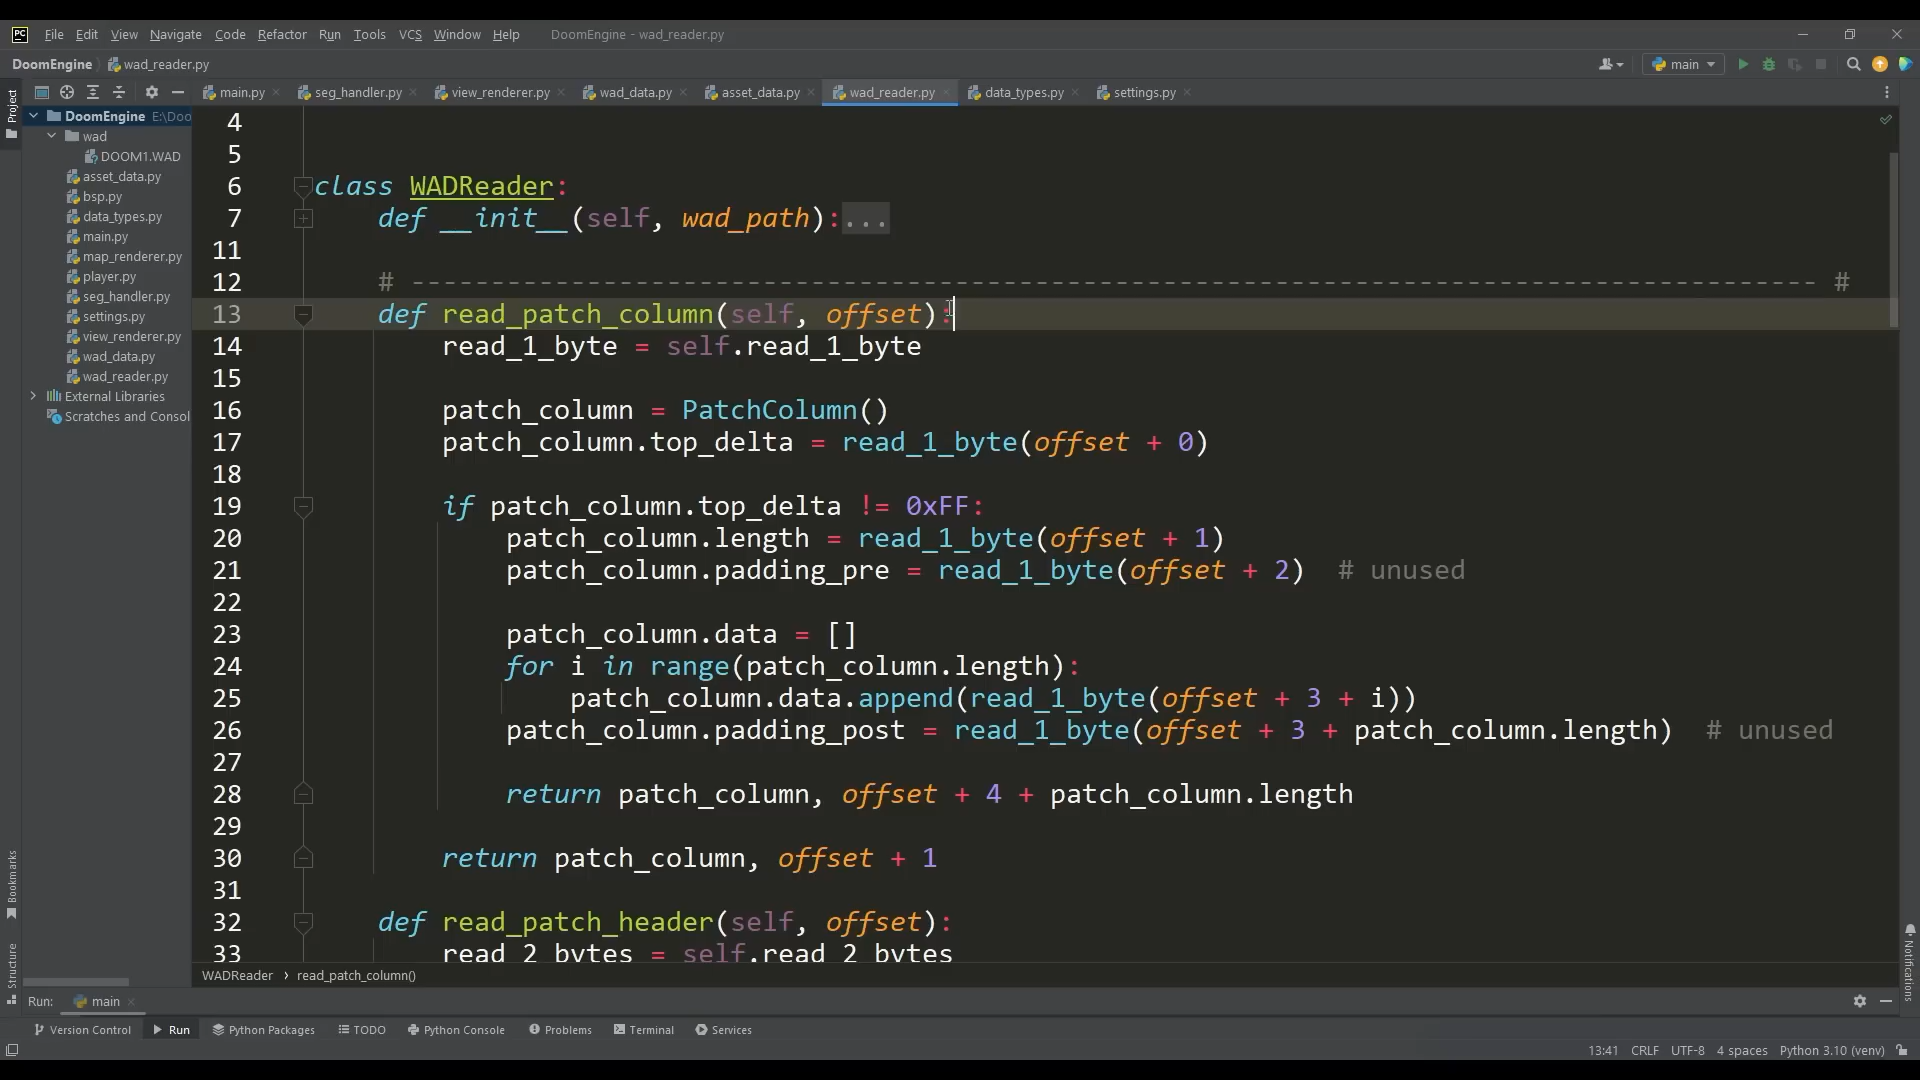 PC File Edit View Navigate Code Refactor Run Tools VCS Window Help DoomEngine - wad_reader.py
DoomEngine wad_reader.py main
main.py seg_handler.py view_renderer.py wad_data.py asset_data.py wad_reader.py data_types.py settings.py
Project
DoomEngine E:\Doo
wad
DOOM1.WAD
asset_data.py
bsp.py
data_types.py
main.py
map_renderer.py
player.py
seg_handler.py
settings.py
view_renderer.py
wad_data.py
wad_reader.py
External Libraries
Scratches and Consol
4
5
6 class WADReader:
7 def __init__(self, wad_path):...
11
12 # ---------------------------------------------------------------------------------------- #
13 def read_patch_column(self, offset):
14 read_1_byte = self.read_1_byte
15
16 patch_column = PatchColumn()
17 patch_column.top_delta = read_1_byte(offset + 0)
18
19 if patch_column.top_delta != 0xFF:
20 patch_column.length = read_1_byte(offset + 1)
21 patch_column.padding_pre = read_1_byte(offset + 2)  # unused
22
23 patch_column.data = []
24 for i in range(patch_column.length):
25 patch_column.data.append(read_1_byte(offset + 3 + i))
26 patch_column.padding_post = read_1_byte(offset + 3 + patch_column.length)  # unused
27
28 return patch_column, offset + 4 + patch_column.length
29
30 return patch_column, offset + 1
31
32 def read_patch_header(self, offset):
33 read_2_bytes = self.read_2_bytes
WADReader › read_patch_column()
Bookmarks
Structure
Notifications
Run: main
Version Control Run Python Packages TODO Python Console Problems Terminal Services
13:41 CRLF UTF-8 4 spaces Python 3.10 (venv)